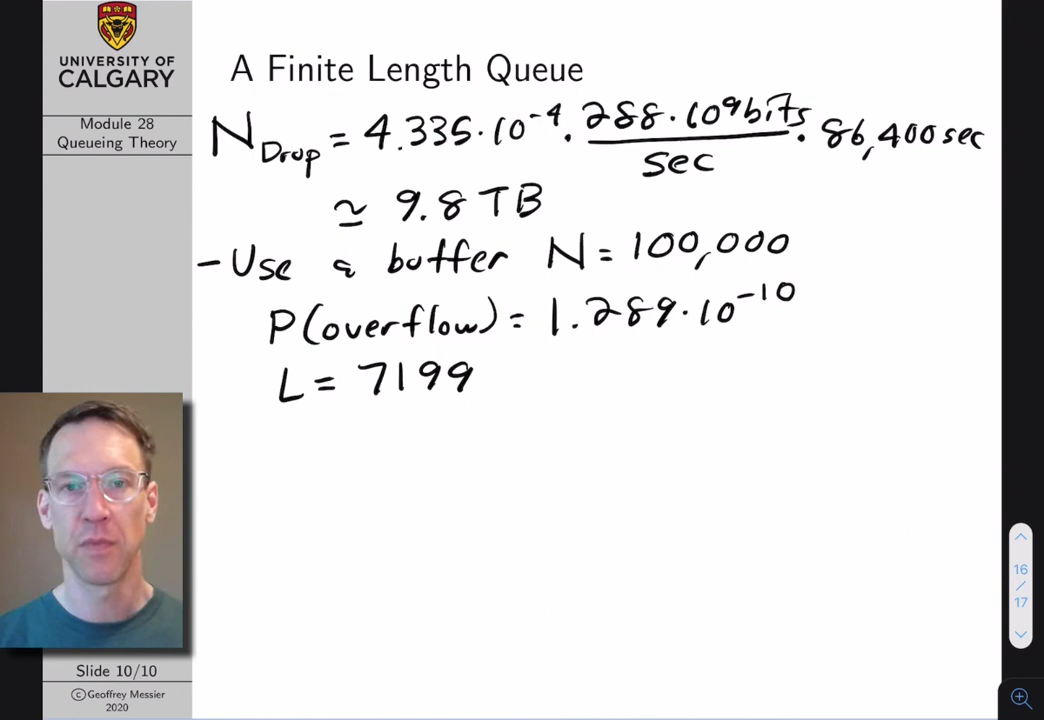 UNIVERSITY OF
CALGARY
Module 28
Queueing Theory
A Finite Length Queue
N_Drop = 4.335·10^-4 · 288·10^9 bits/sec · 86,400 sec
≃ 9.8 TB
- Use a buffer N = 100,000
P(overflow) = 1.289·10^-10
L = 7199
Slide 10/10
©Geoffrey Messier
2020
16
/
17